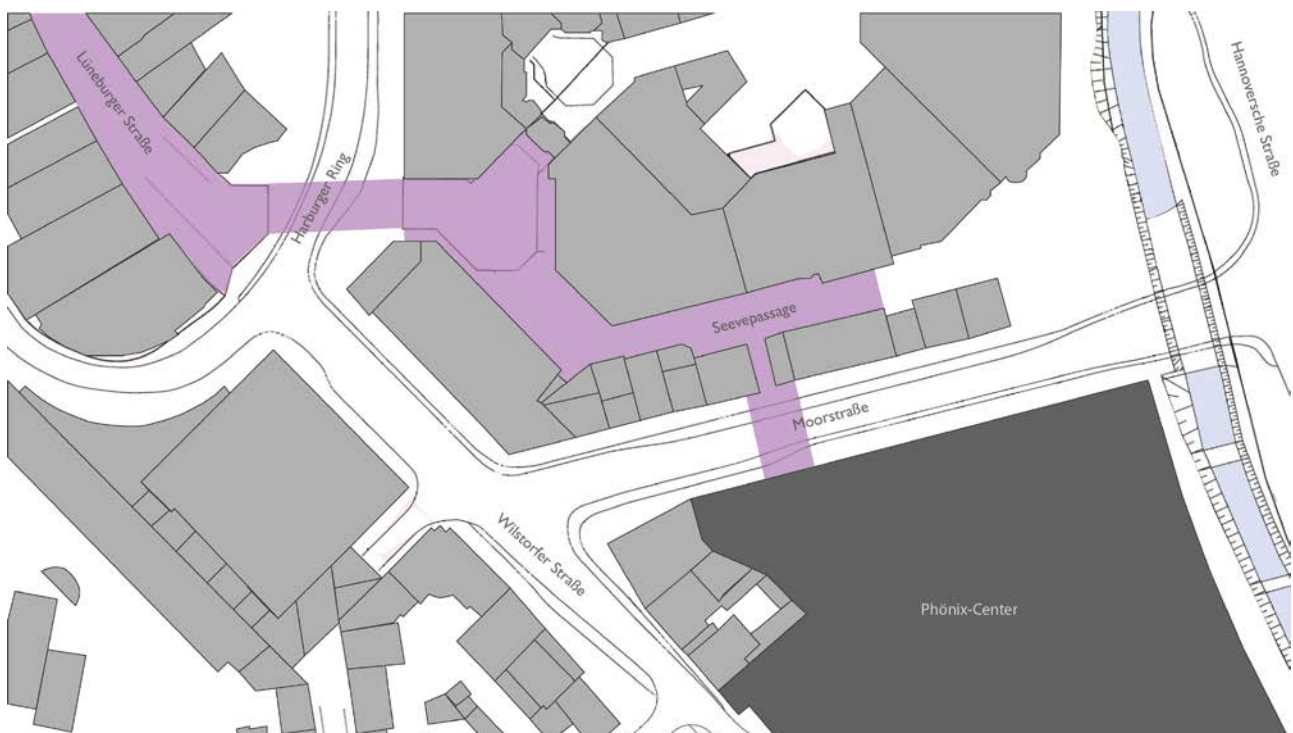 Lüneburger Straße
Harburger Ring
Hannoversche Straße
Seevepassage
Moorstraße
Wilstorfer Straße
Phönix-Center